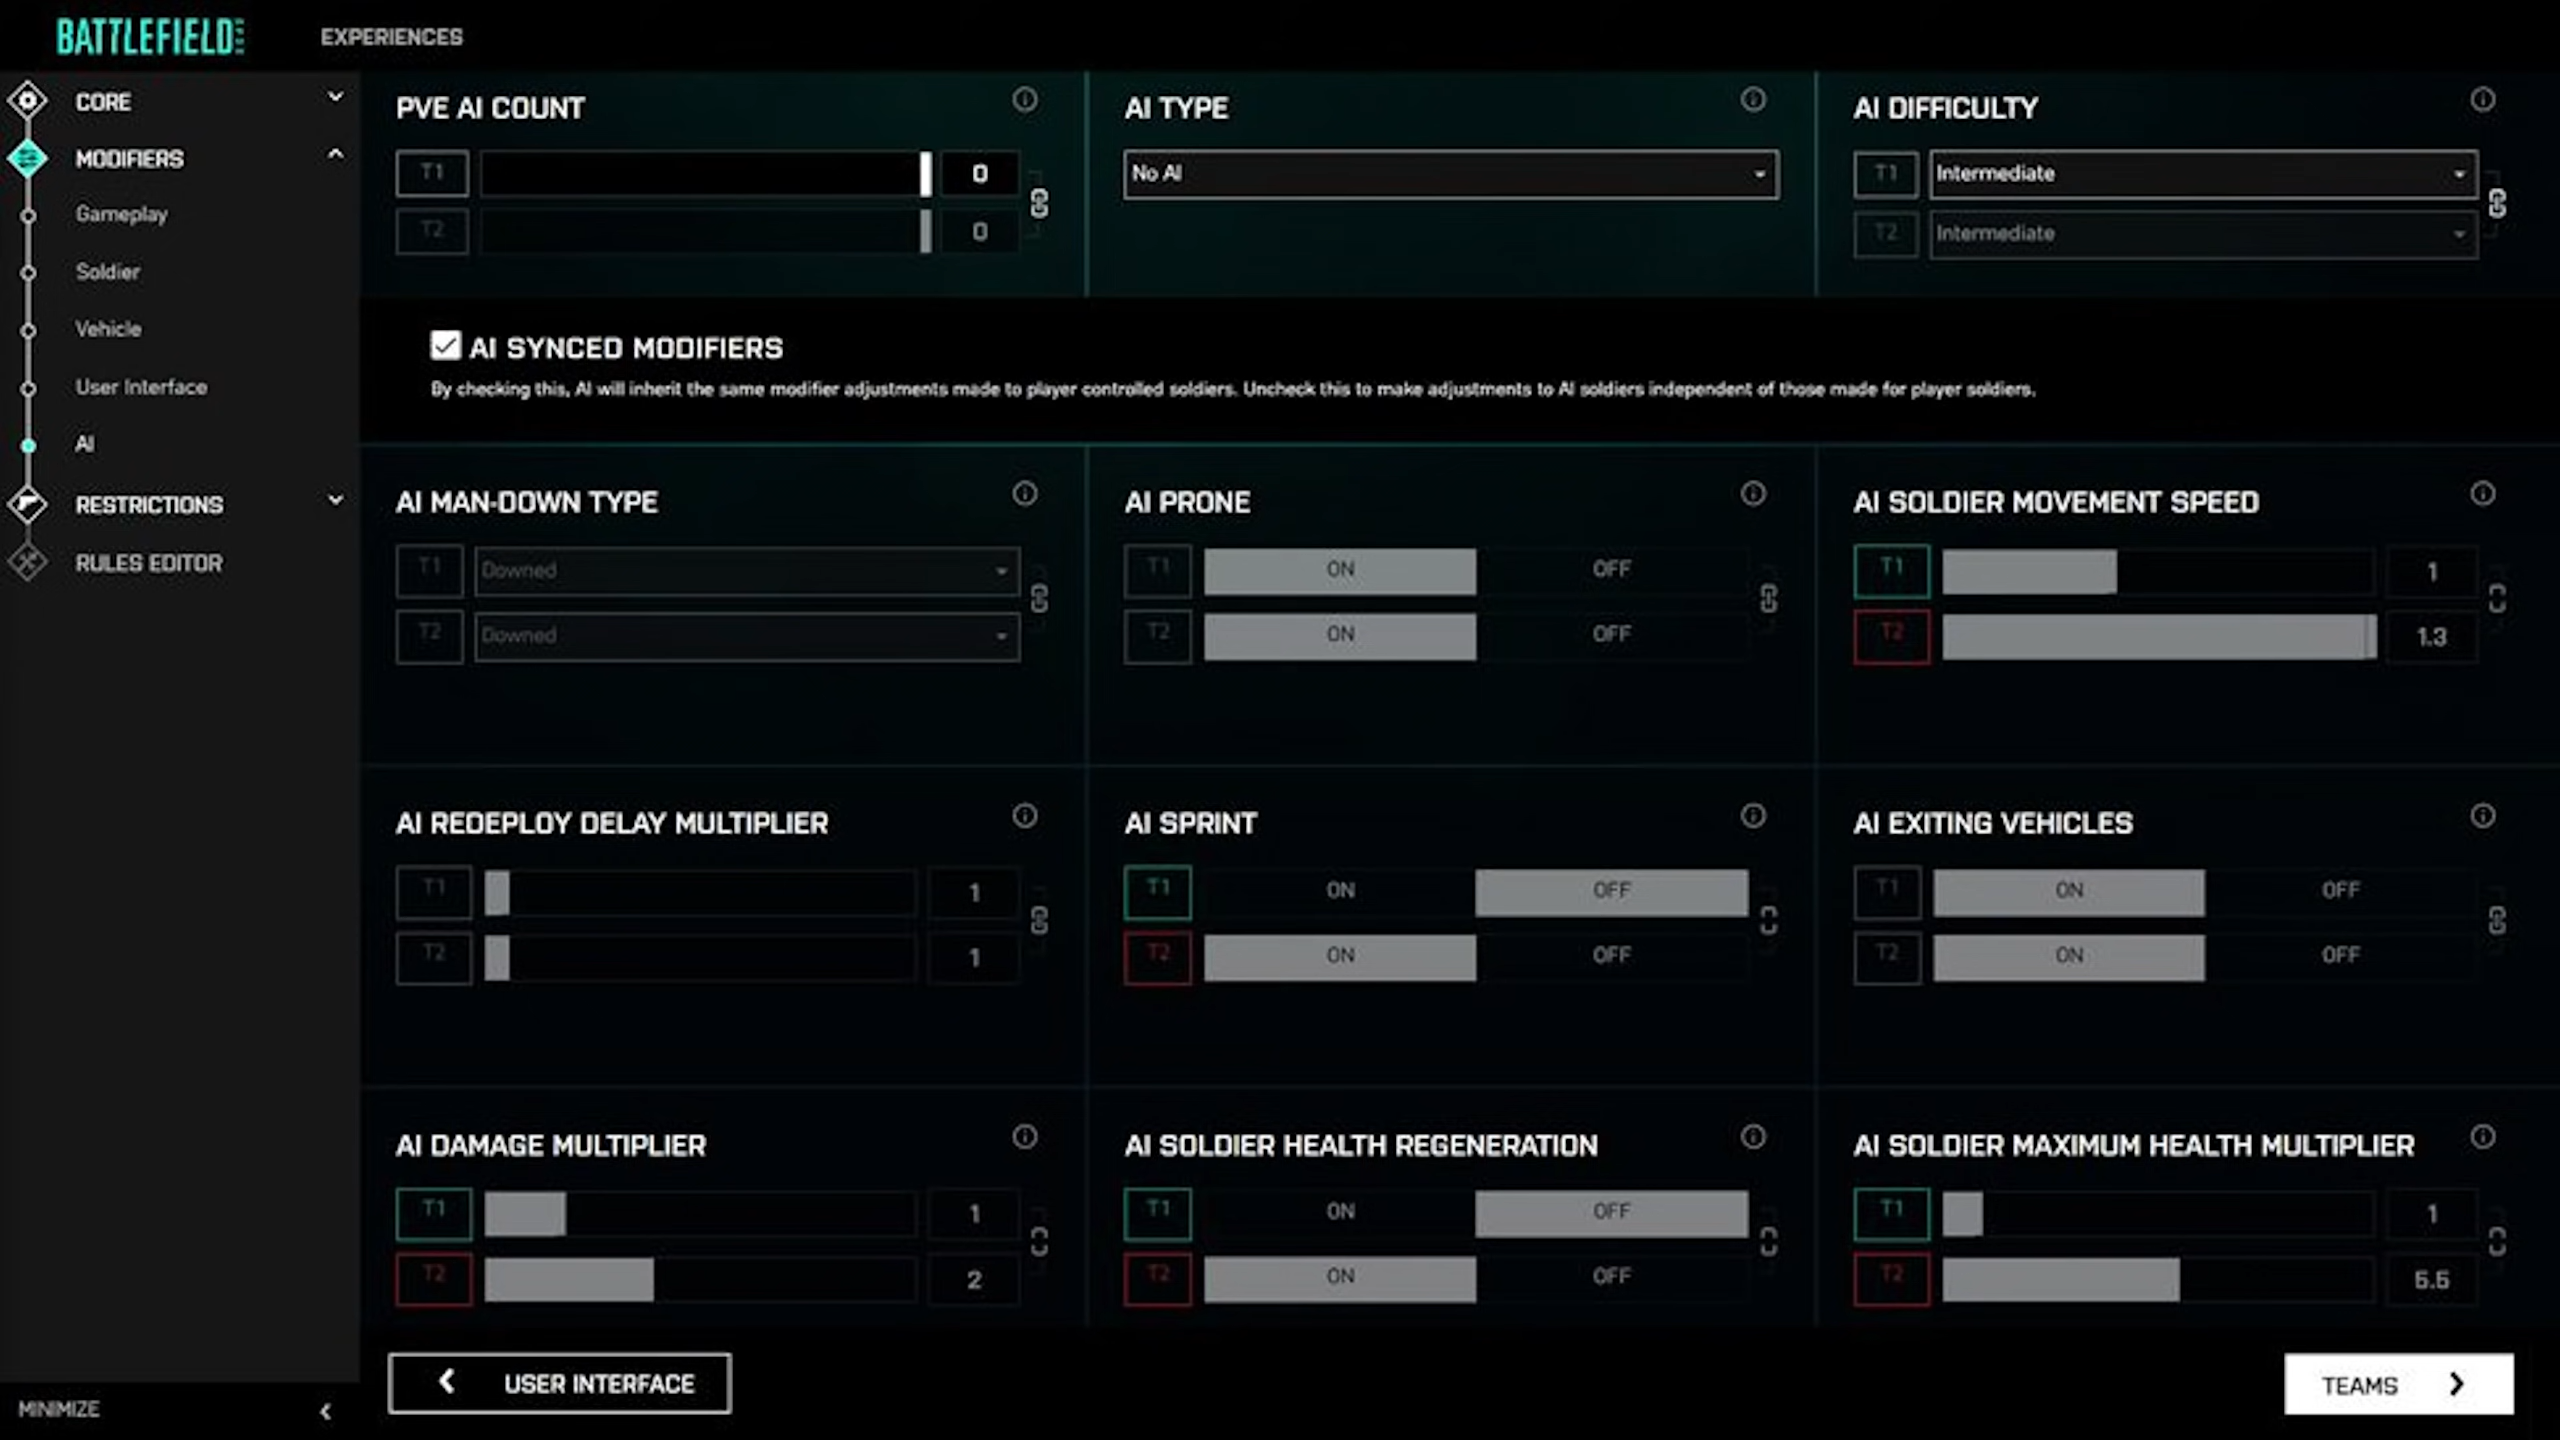 BATTLEFIELD
EXPERIENCES
CORE
MODIFIERS
Gameplay
Soldier
Vehicle
User Interface
AI
RESTRICTIONS
RULES EDITOR
MINIMIZE
PVE AI COUNT
T1 0
T2 0
AI TYPE
No AI
AI DIFFICULTY
T1 Intermediate
T2 Intermediate
AI SYNCED MODIFIERS
By checking this, AI will inherit the same modifier adjustments made to player controlled soldiers. Uncheck this to make adjustments to AI soldiers independent of those made for player soldiers.
AI MAN-DOWN TYPE
T1 Downed
T2 Downed
AI PRONE
T1 ON OFF
T2 ON OFF
AI SOLDIER MOVEMENT SPEED
T1 1
T2 1.3
AI REDEPLOY DELAY MULTIPLIER
T1 1
T2 1
AI SPRINT
T1 ON OFF
T2 ON OFF
AI EXITING VEHICLES
T1 ON OFF
T2 ON OFF
AI DAMAGE MULTIPLIER
T1 1
T2 2
AI SOLDIER HEALTH REGENERATION
T1 ON OFF
T2 ON OFF
AI SOLDIER MAXIMUM HEALTH MULTIPLIER
T1 1
T2
USER INTERFACE
TEAMS